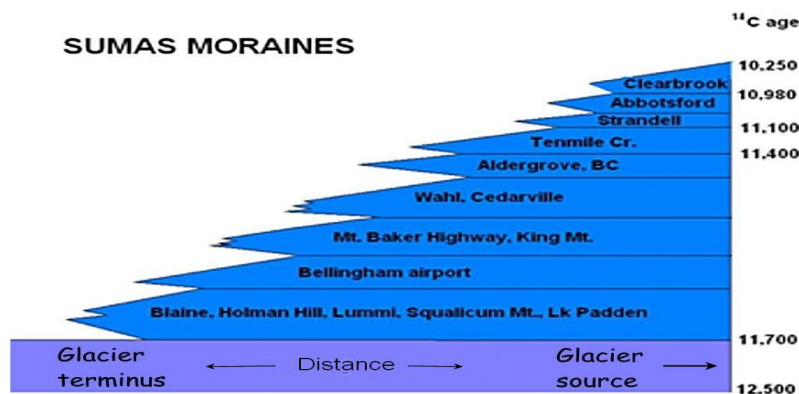 ¹⁴C age
SUMAS MORAINES
10,250
Clearbrook
10,980
Abbotsford
Strandell
11,100
Tenmile Cr.
11,400
Aldergrove, BC
Wahl, Cedarville
Mt. Baker Highway, King Mt.
Bellingham airport
Blaine, Holman Hill, Lummi, Squalicum Mt., Lk Padden
11,700
Glacier terminus
Distance
Glacier source
12,500